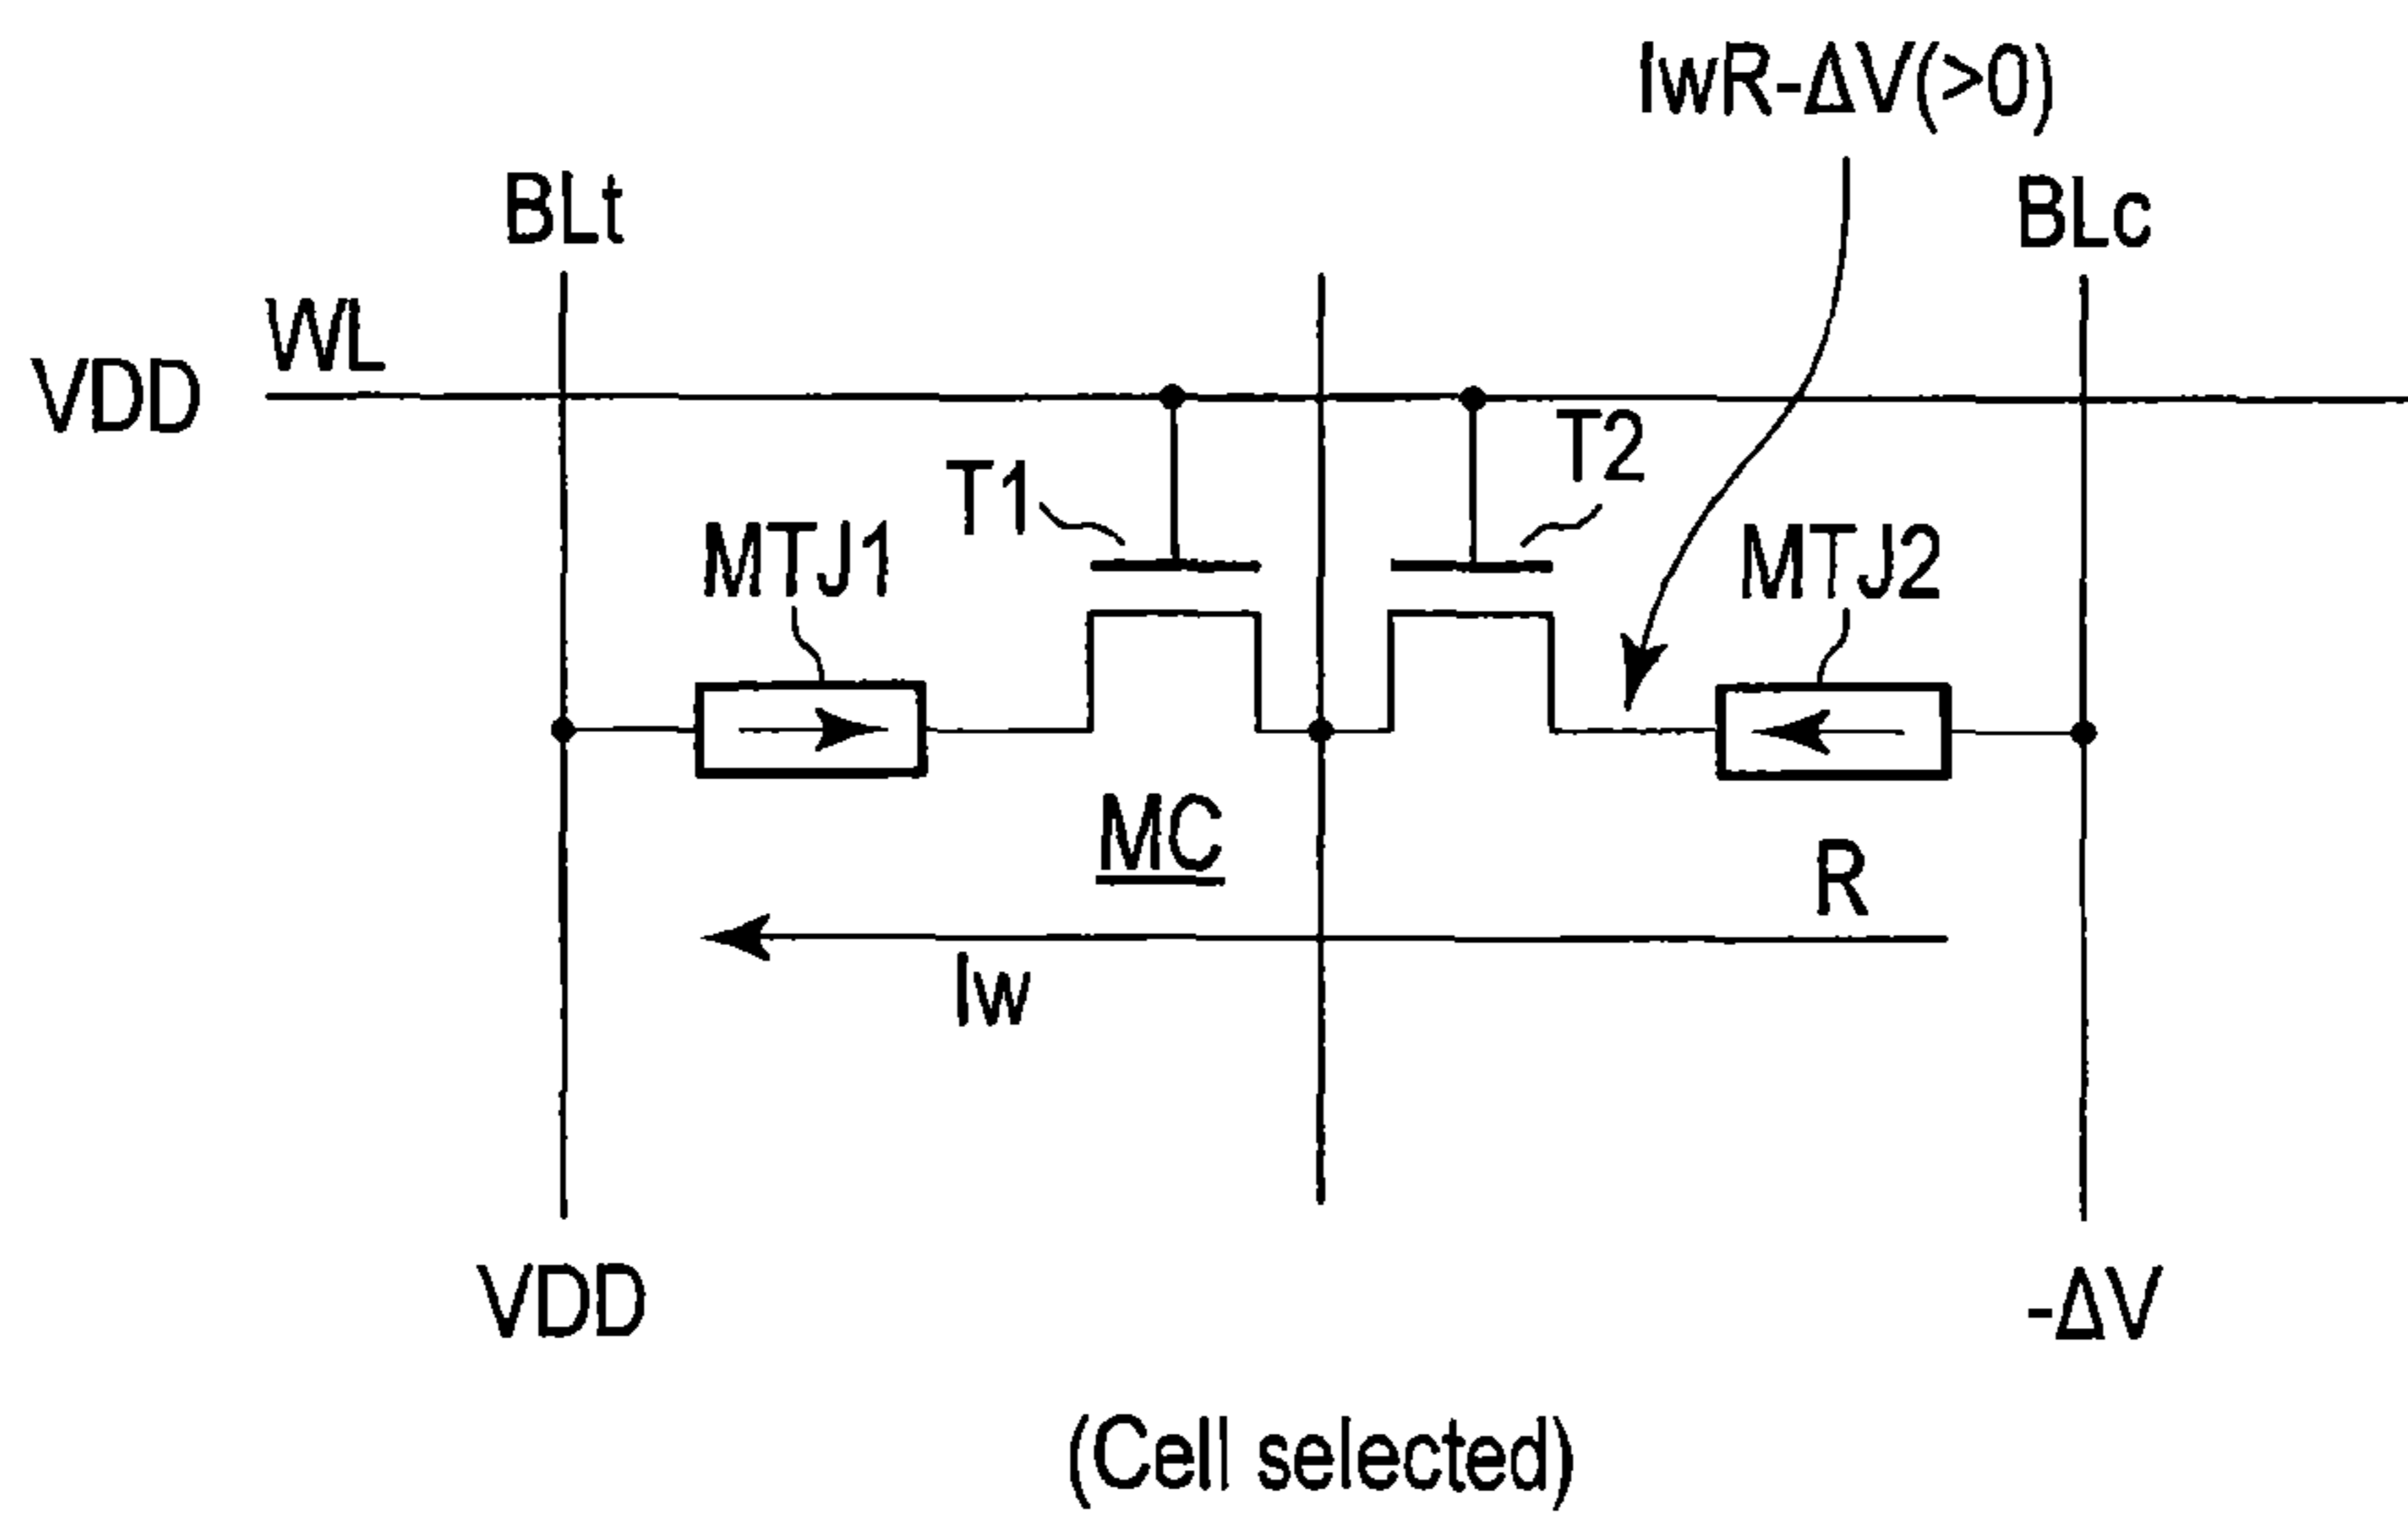 IwR-ΔV(>0)
BLt
BLc
WL
VDD
T2
T1
MTJ1
MTJ2
MC
R
Iw
VDD
-ΔV
(Cell selected)